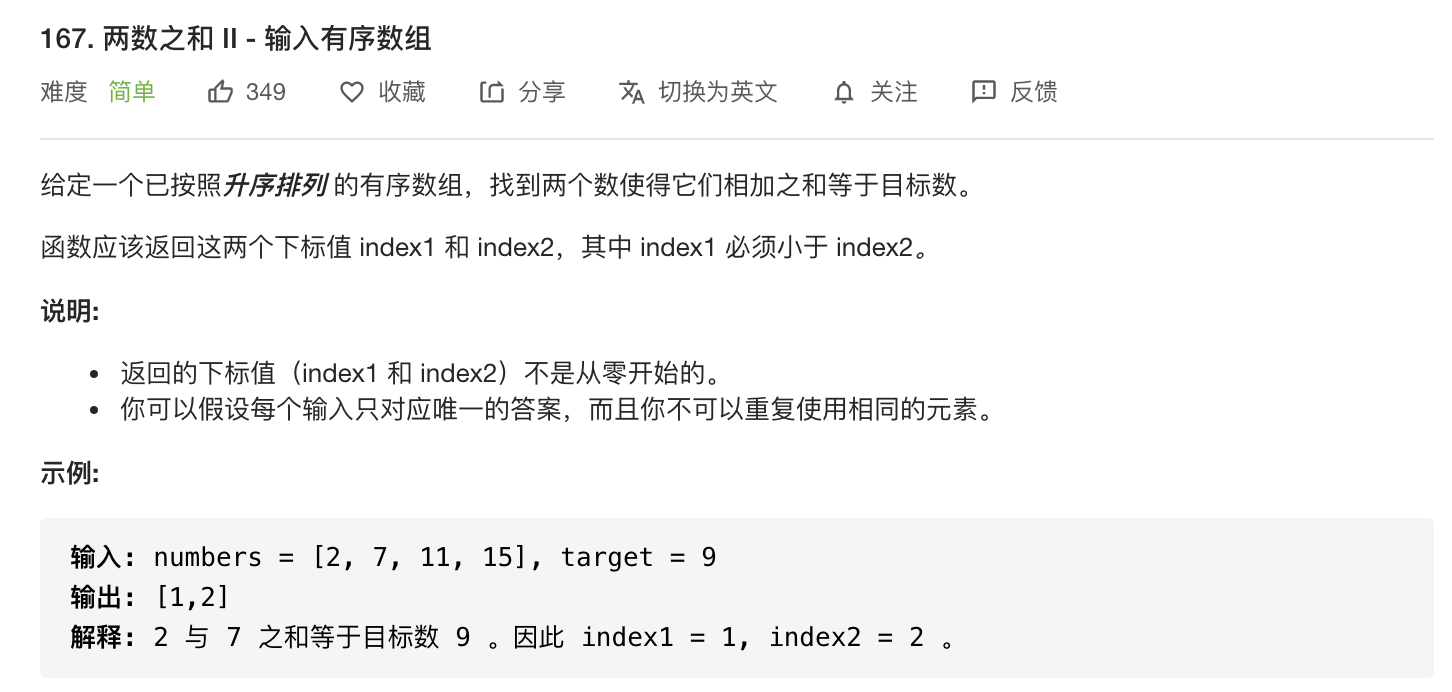 167. 两数之和 II - 输入有序数组
难度 简单 349 收藏 分享 切换为英文 关注 反馈
给定一个已按照升序排列 的有序数组，找到两个数使得它们相加之和等于目标数。
函数应该返回这两个下标值 index1 和 index2，其中 index1 必须小于 index2。
说明:
• 返回的下标值（index1 和 index2）不是从零开始的。
• 你可以假设每个输入只对应唯一的答案，而且你不可以重复使用相同的元素。
示例:
输入: numbers = [2, 7, 11, 15], target = 9
输出: [1,2]
解释: 2 与 7 之和等于目标数 9 。因此 index1 = 1, index2 = 2 。